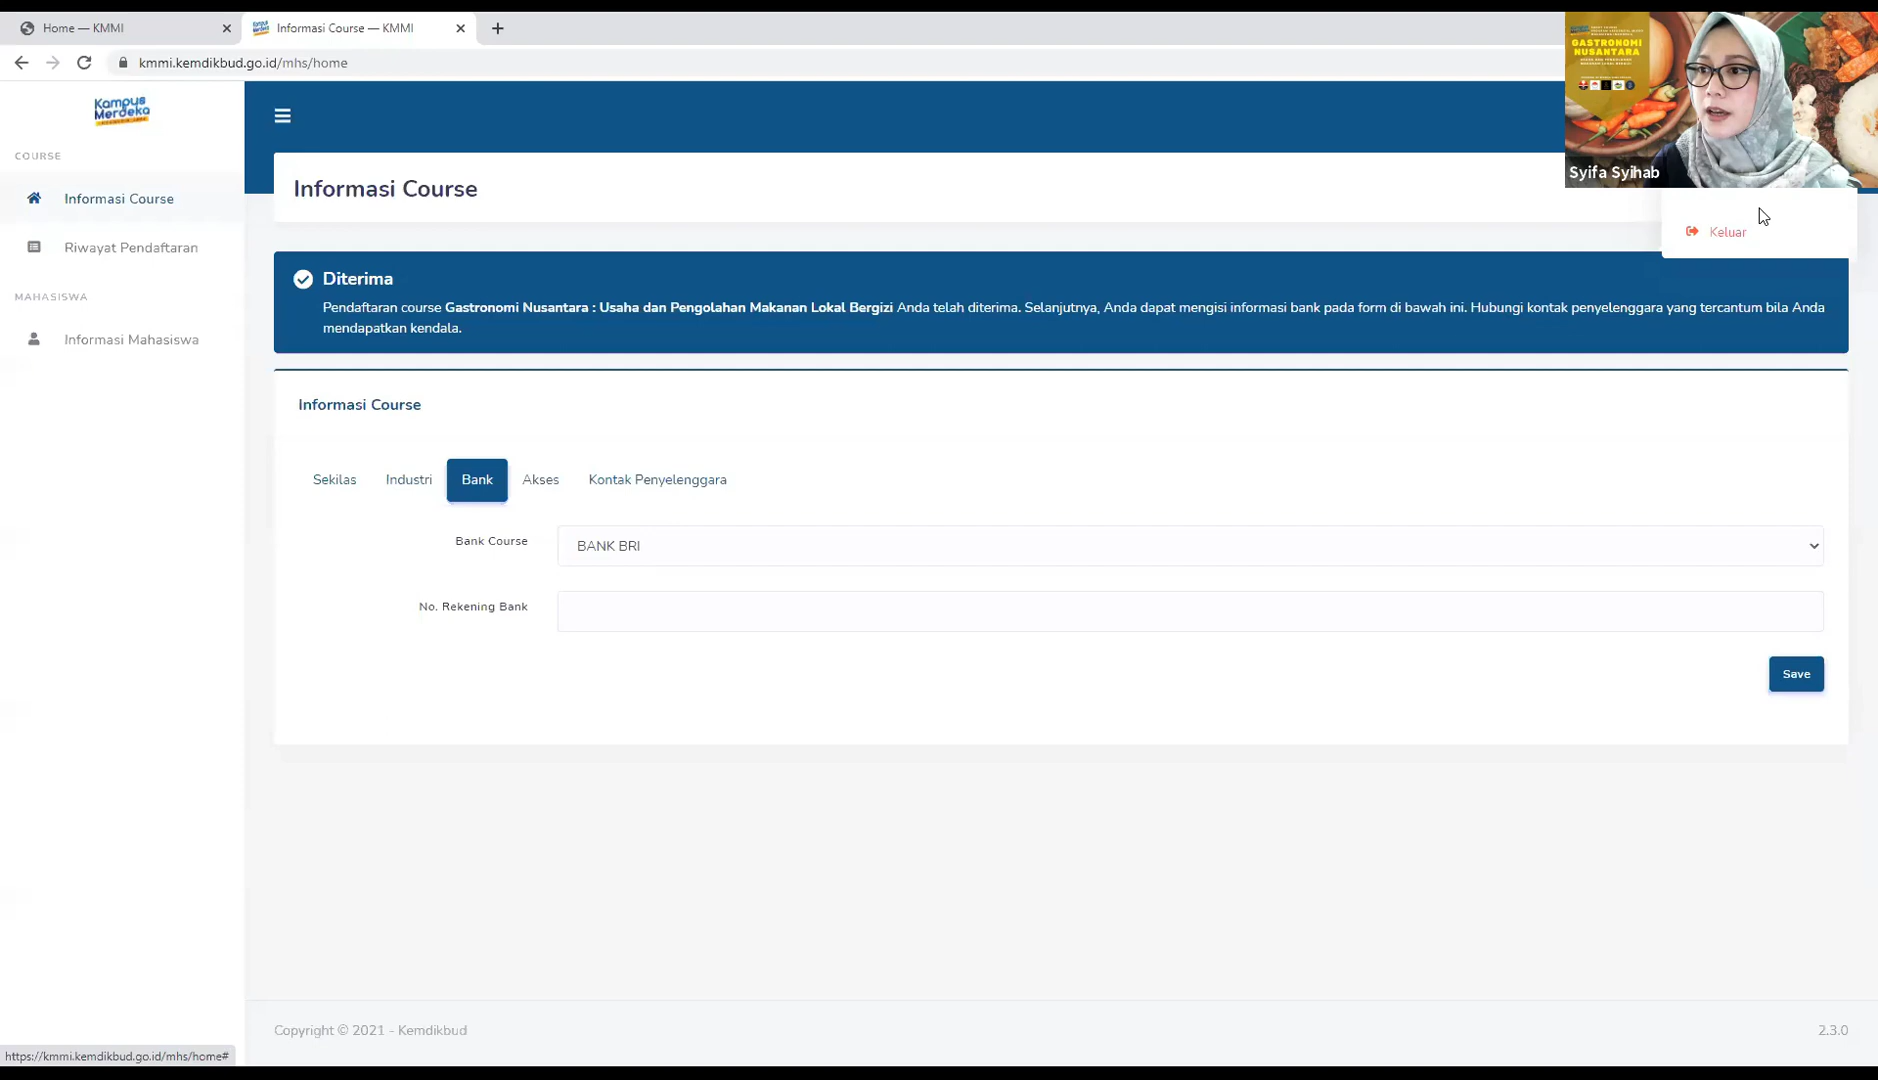 Home — KMMI
Informasi Course — KMMI
kmmi.kemdikbud.go.id/mhs/home
Kampus
Merdeka
GASTRONOMI
NUSANTARA
Syifa Syihab
COURSE
Informasi Course
Riwayat Pendaftaran
MAHASISWA
Informasi Mahasiswa
Informasi Course
Keluar
Diterima
Pendaftaran course Gastronomi Nusantara : Usaha dan Pengolahan Makanan Lokal Bergizi Anda telah diterima. Selanjutnya, Anda dapat mengisi informasi bank pada form di bawah ini. Hubungi kontak penyelenggara yang tercantum bila Anda
mendapatkan kendala.
Informasi Course
Sekilas Industri Bank Akses Kontak Penyelenggara
Bank Course BANK BRI
No. Rekening Bank
Save
Copyright © 2021 - Kemdikbud 2.3.0
https://kmmi.kemdikbud.go.id/mhs/home#